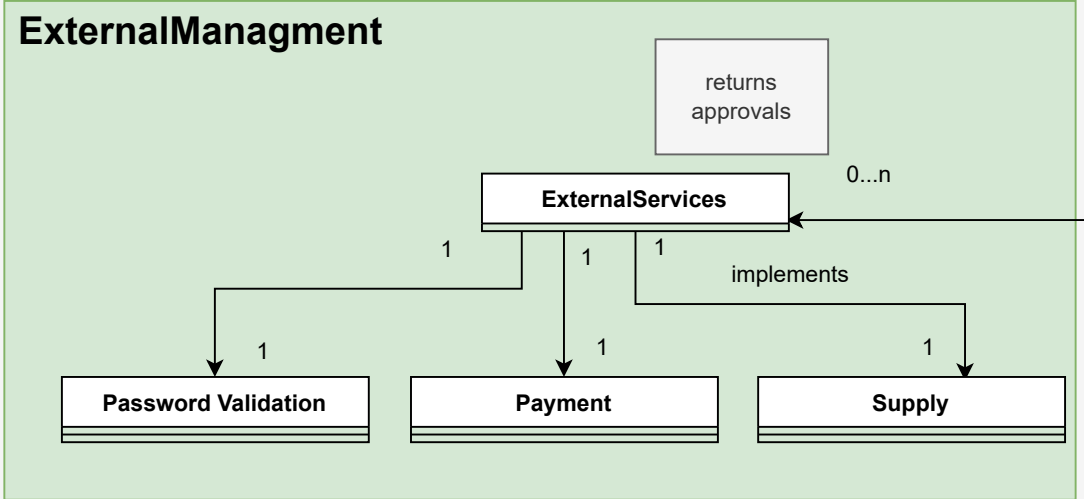 ExternalManagment
returns
approvals
0...n
ExternalServices
1
1
1
implements
1
1
1
Password Validation
Payment
Supply